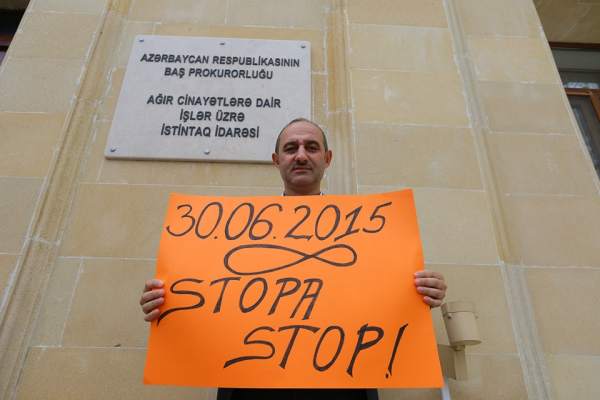 AZƏRBAYCAN RESPUBLİKASININ
BAŞ PROKURORLUĞU
AĞIR CİNAYƏTLƏRƏ DAİR
İŞLƏR ÜZRƏ
İSTİNTAQ İDARƏSİ
30.06.2015
STOPA
STOP!